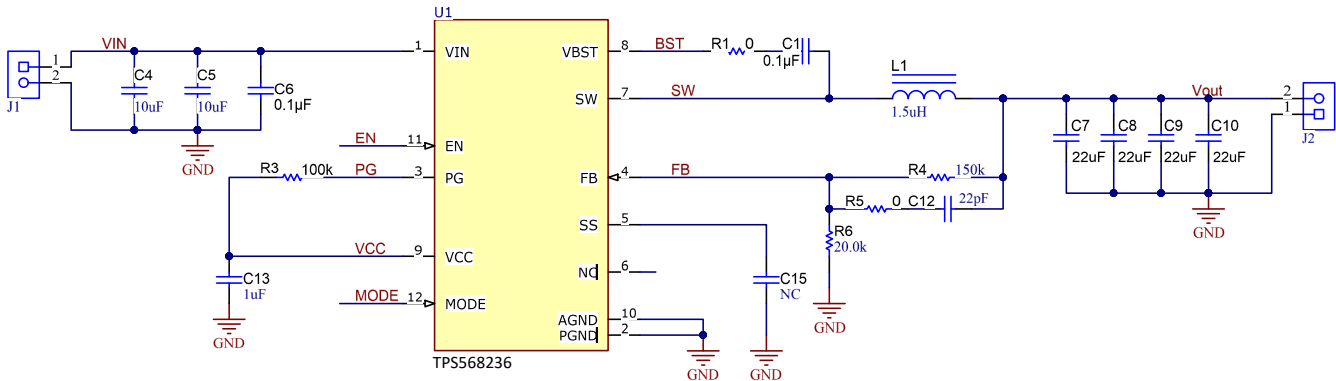 U1
J1
1
2
VIN
C4
10uF
C5
10uF
C6
0.1µF
GND
1
VIN
VBST
8
BST
R1
0
C1
0.1µF
SW
7
SW
L1
1.5uH
Vout
2
1
J2
C7
22uF
C8
22uF
C9
22uF
C10
22uF
GND
EN
11
EN
R3
100k
PG
3
PG
FB
4
FB
R4
150k
R5
0
C12
22pF
R6
20.0k
GND
SS
5
C15
NC
GND
VCC
9
VCC
NC
6
C13
1uF
GND
MODE
12
MODE
AGND
10
PGND
2
GND
TPS568236